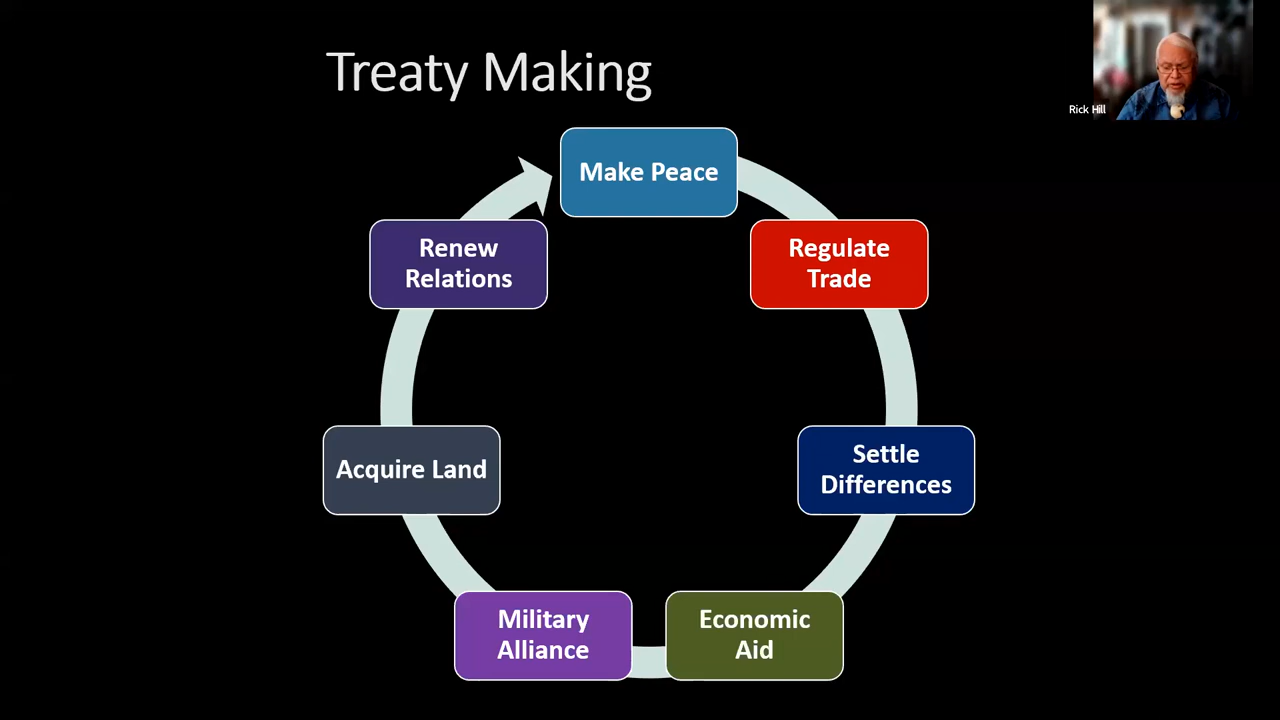 Treaty Making
Rick Hill
Make Peace
Regulate
Trade
Settle
Differences
Economic
Aid
Military
Alliance
Acquire Land
Renew
Relations